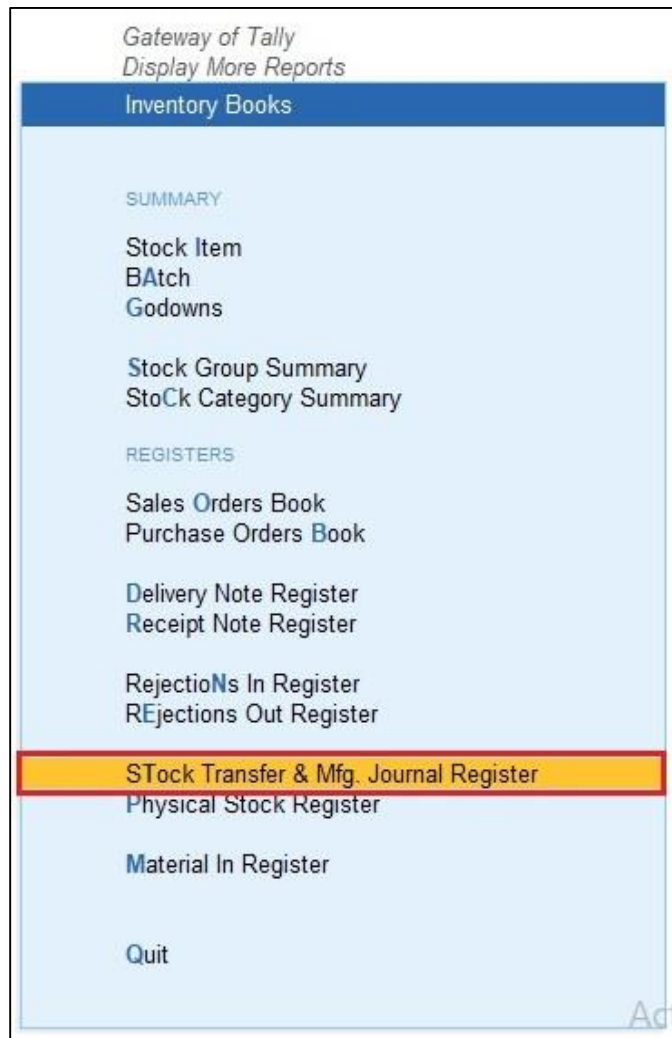 Gateway of Tally
Display More Reports
Inventory Books
SUMMARY
Stock Item
BAtch
Godowns
Stock Group Summary
StoCk Category Summary
REGISTERS
Sales Orders Book
Purchase Orders Book
Delivery Note Register
Receipt Note Register
RejectioNs In Register
REjections Out Register
STock Transfer & Mfg. Journal Register
Physical Stock Register
Material In Register
Quit